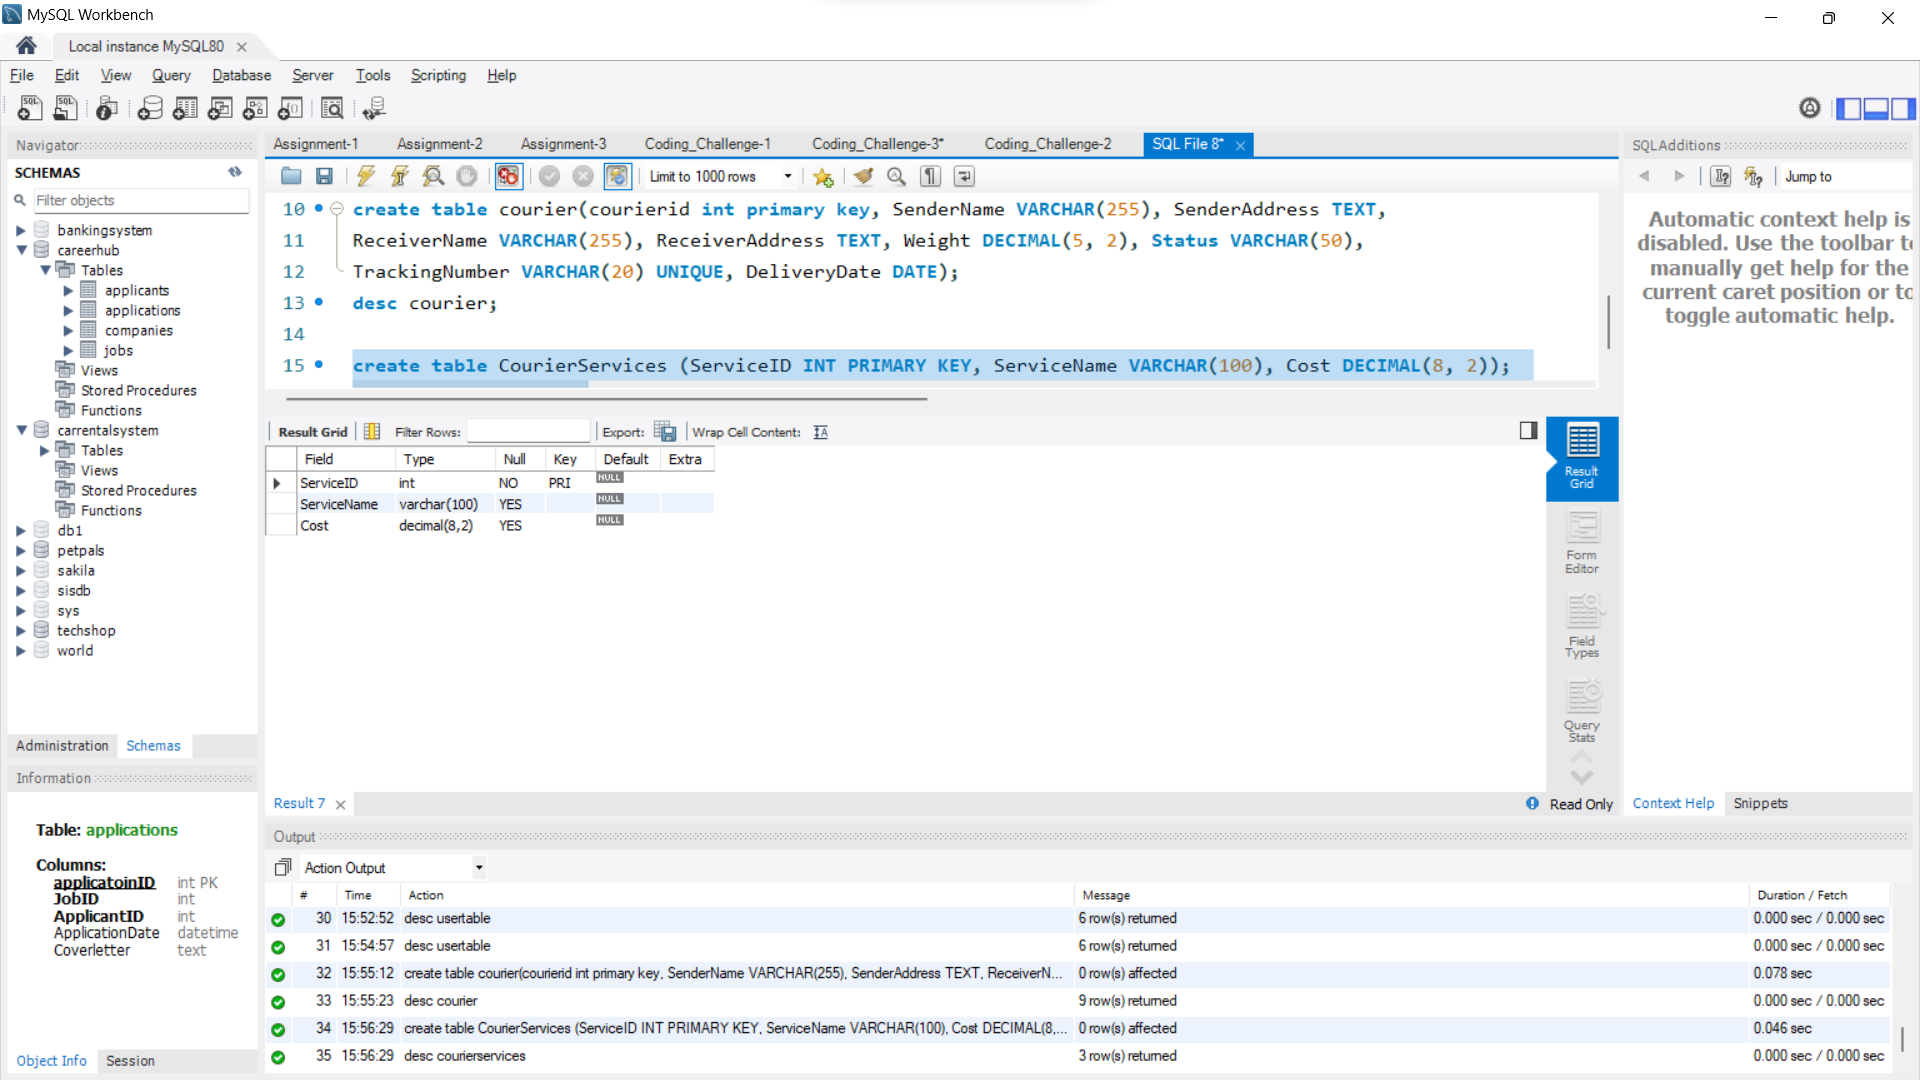 MySQL Workbench
Local instance MySQL80
File Edit View Query Database Server Tools Scripting Help
Navigator
SCHEMAS
Filter objects
bankingsystem
careerhub
Tables
applicants
applications
companies
jobs
Views
Stored Procedures
Functions
carrentalsystem
Tables
Views
Stored Procedures
Functions
db1
petpals
sakila
sisdb
sys
techshop
world
Administration Schemas
Information
Table: applications
Columns:
applicatoinID int PK
JobID int
ApplicantID int
ApplicationDate datetime
Coverletter text
Object Info Session
Assignment-1 Assignment-2 Assignment-3 Coding_Challenge-1 Coding_Challenge-3* Coding_Challenge-2 SQL File 8*
Limit to 1000 rows
10 create table courier(courierid int primary key, SenderName VARCHAR(255), SenderAddress TEXT,
11 ReceiverName VARCHAR(255), ReceiverAddress TEXT, Weight DECIMAL(5, 2), Status VARCHAR(50),
12 TrackingNumber VARCHAR(20) UNIQUE, DeliveryDate DATE);
13 desc courier;
14
15 create table CourierServices (ServiceID INT PRIMARY KEY, ServiceName VARCHAR(100), Cost DECIMAL(8, 2));
Result Grid Filter Rows: Export: Wrap Cell Content:
Field Type Null Key Default Extra
ServiceID int NO PRI NULL
ServiceName varchar(100) YES NULL
Cost decimal(8,2) YES NULL
Result Grid
Form Editor
Field Types
Query Stats
Result 7
Read Only
SQLAdditions
Jump to
Automatic context help is
disabled. Use the toolbar t
manually get help for the
current caret position or to
toggle automatic help.
Context Help Snippets
Output
Action Output
# Time Action Message Duration / Fetch
30 15:52:52 desc usertable 6 row(s) returned 0.000 sec / 0.000 sec
31 15:54:57 desc usertable 6 row(s) returned 0.000 sec / 0.000 sec
32 15:55:12 create table courier(courierid int primary key, SenderName VARCHAR(255), SenderAddress TEXT, ReceiverN... 0 row(s) affected 0.078 sec
33 15:55:23 desc courier 9 row(s) returned 0.000 sec / 0.000 sec
34 15:56:29 create table CourierServices (ServiceID INT PRIMARY KEY, ServiceName VARCHAR(100), Cost DECIMAL(8,... 0 row(s) affected 0.046 sec
35 15:56:29 desc courierservices 3 row(s) returned 0.000 sec / 0.000 sec